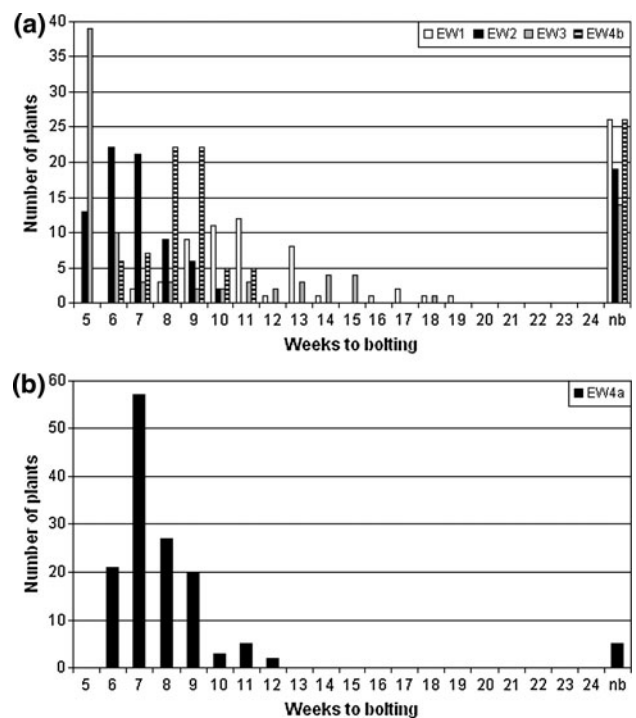 (a)
EW1 EW2 EW3 EW4b
Number of plants
40
35
30
25
20
15
10
5
0
5 6 7 8 9 10 11 12 13 14 15 16 17 18 19 20 21 22 23 24 nb
Weeks to bolting
(b)
EW4a
Number of plants
60
50
40
30
20
10
0
5 6 7 8 9 10 11 12 13 14 15 16 17 18 19 20 21 22 23 24 nb
Weeks to bolting